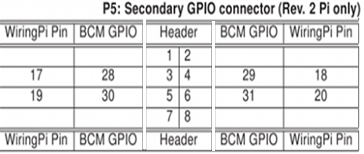 P5: Secondary GPIO connector (Rev. 2 Pi only)
WiringPi Pin BCM GPIO Header BCM GPIO WiringPi Pin
1 2
17 28 3 4 29 18
19 30 5 6 31 20
7 8
WiringPi Pin BCM GPIO Header BCM GPIO WiringPi Pin